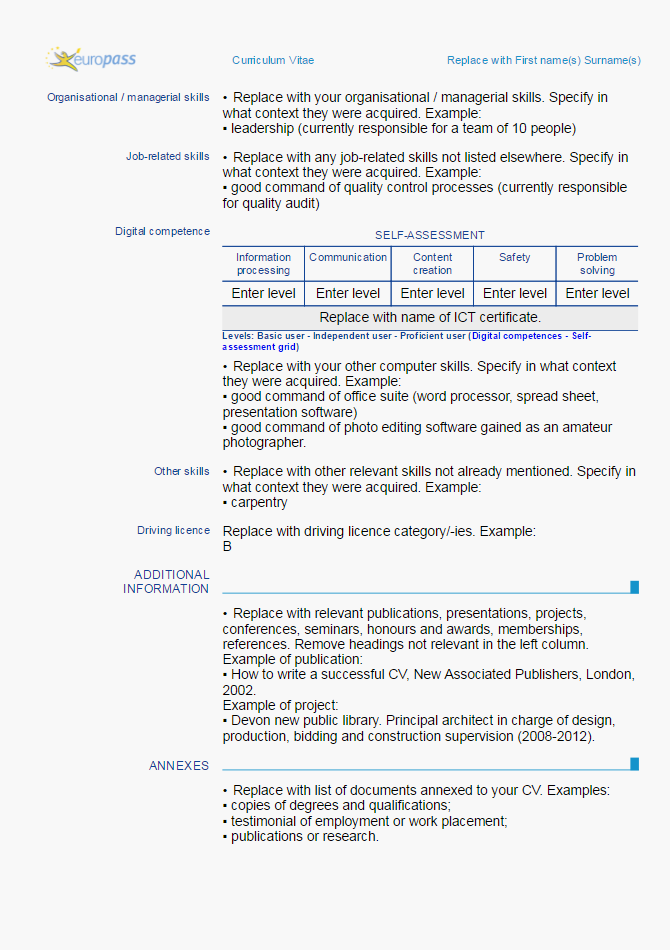 europass
Curriculum Vitae
Replace with First name(s) Surname(s)
Organisational / managerial skills
• Replace with your organisational / managerial skills. Specify in
what context they were acquired. Example:
▪ leadership (currently responsible for a team of 10 people)
Job-related skills
• Replace with any job-related skills not listed elsewhere. Specify in
what context they were acquired. Example:
▪ good command of quality control processes (currently responsible
for quality audit)
Digital competence
SELF-ASSESSMENT
Information
processing
Communication
Content
creation
Safety
Problem
solving
Enter level Enter level Enter level Enter level Enter level
Replace with name of ICT certificate.
Levels: Basic user - Independent user - Proficient user (Digital competences - Self-
assessment grid)
• Replace with your other computer skills. Specify in what context
they were acquired. Example:
▪ good command of office suite (word processor, spread sheet,
presentation software)
▪ good command of photo editing software gained as an amateur
photographer.
Other skills
• Replace with other relevant skills not already mentioned. Specify in
what context they were acquired. Example:
▪ carpentry
Driving licence
Replace with driving licence category/-ies. Example:
B
ADDITIONAL
INFORMATION
• Replace with relevant publications, presentations, projects,
conferences, seminars, honours and awards, memberships,
references. Remove headings not relevant in the left column.
Example of publication:
▪ How to write a successful CV, New Associated Publishers, London,
2002.
Example of project:
▪ Devon new public library. Principal architect in charge of design,
production, bidding and construction supervision (2008-2012).
ANNEXES
• Replace with list of documents annexed to your CV. Examples:
▪ copies of degrees and qualifications;
▪ testimonial of employment or work placement;
▪ publications or research.